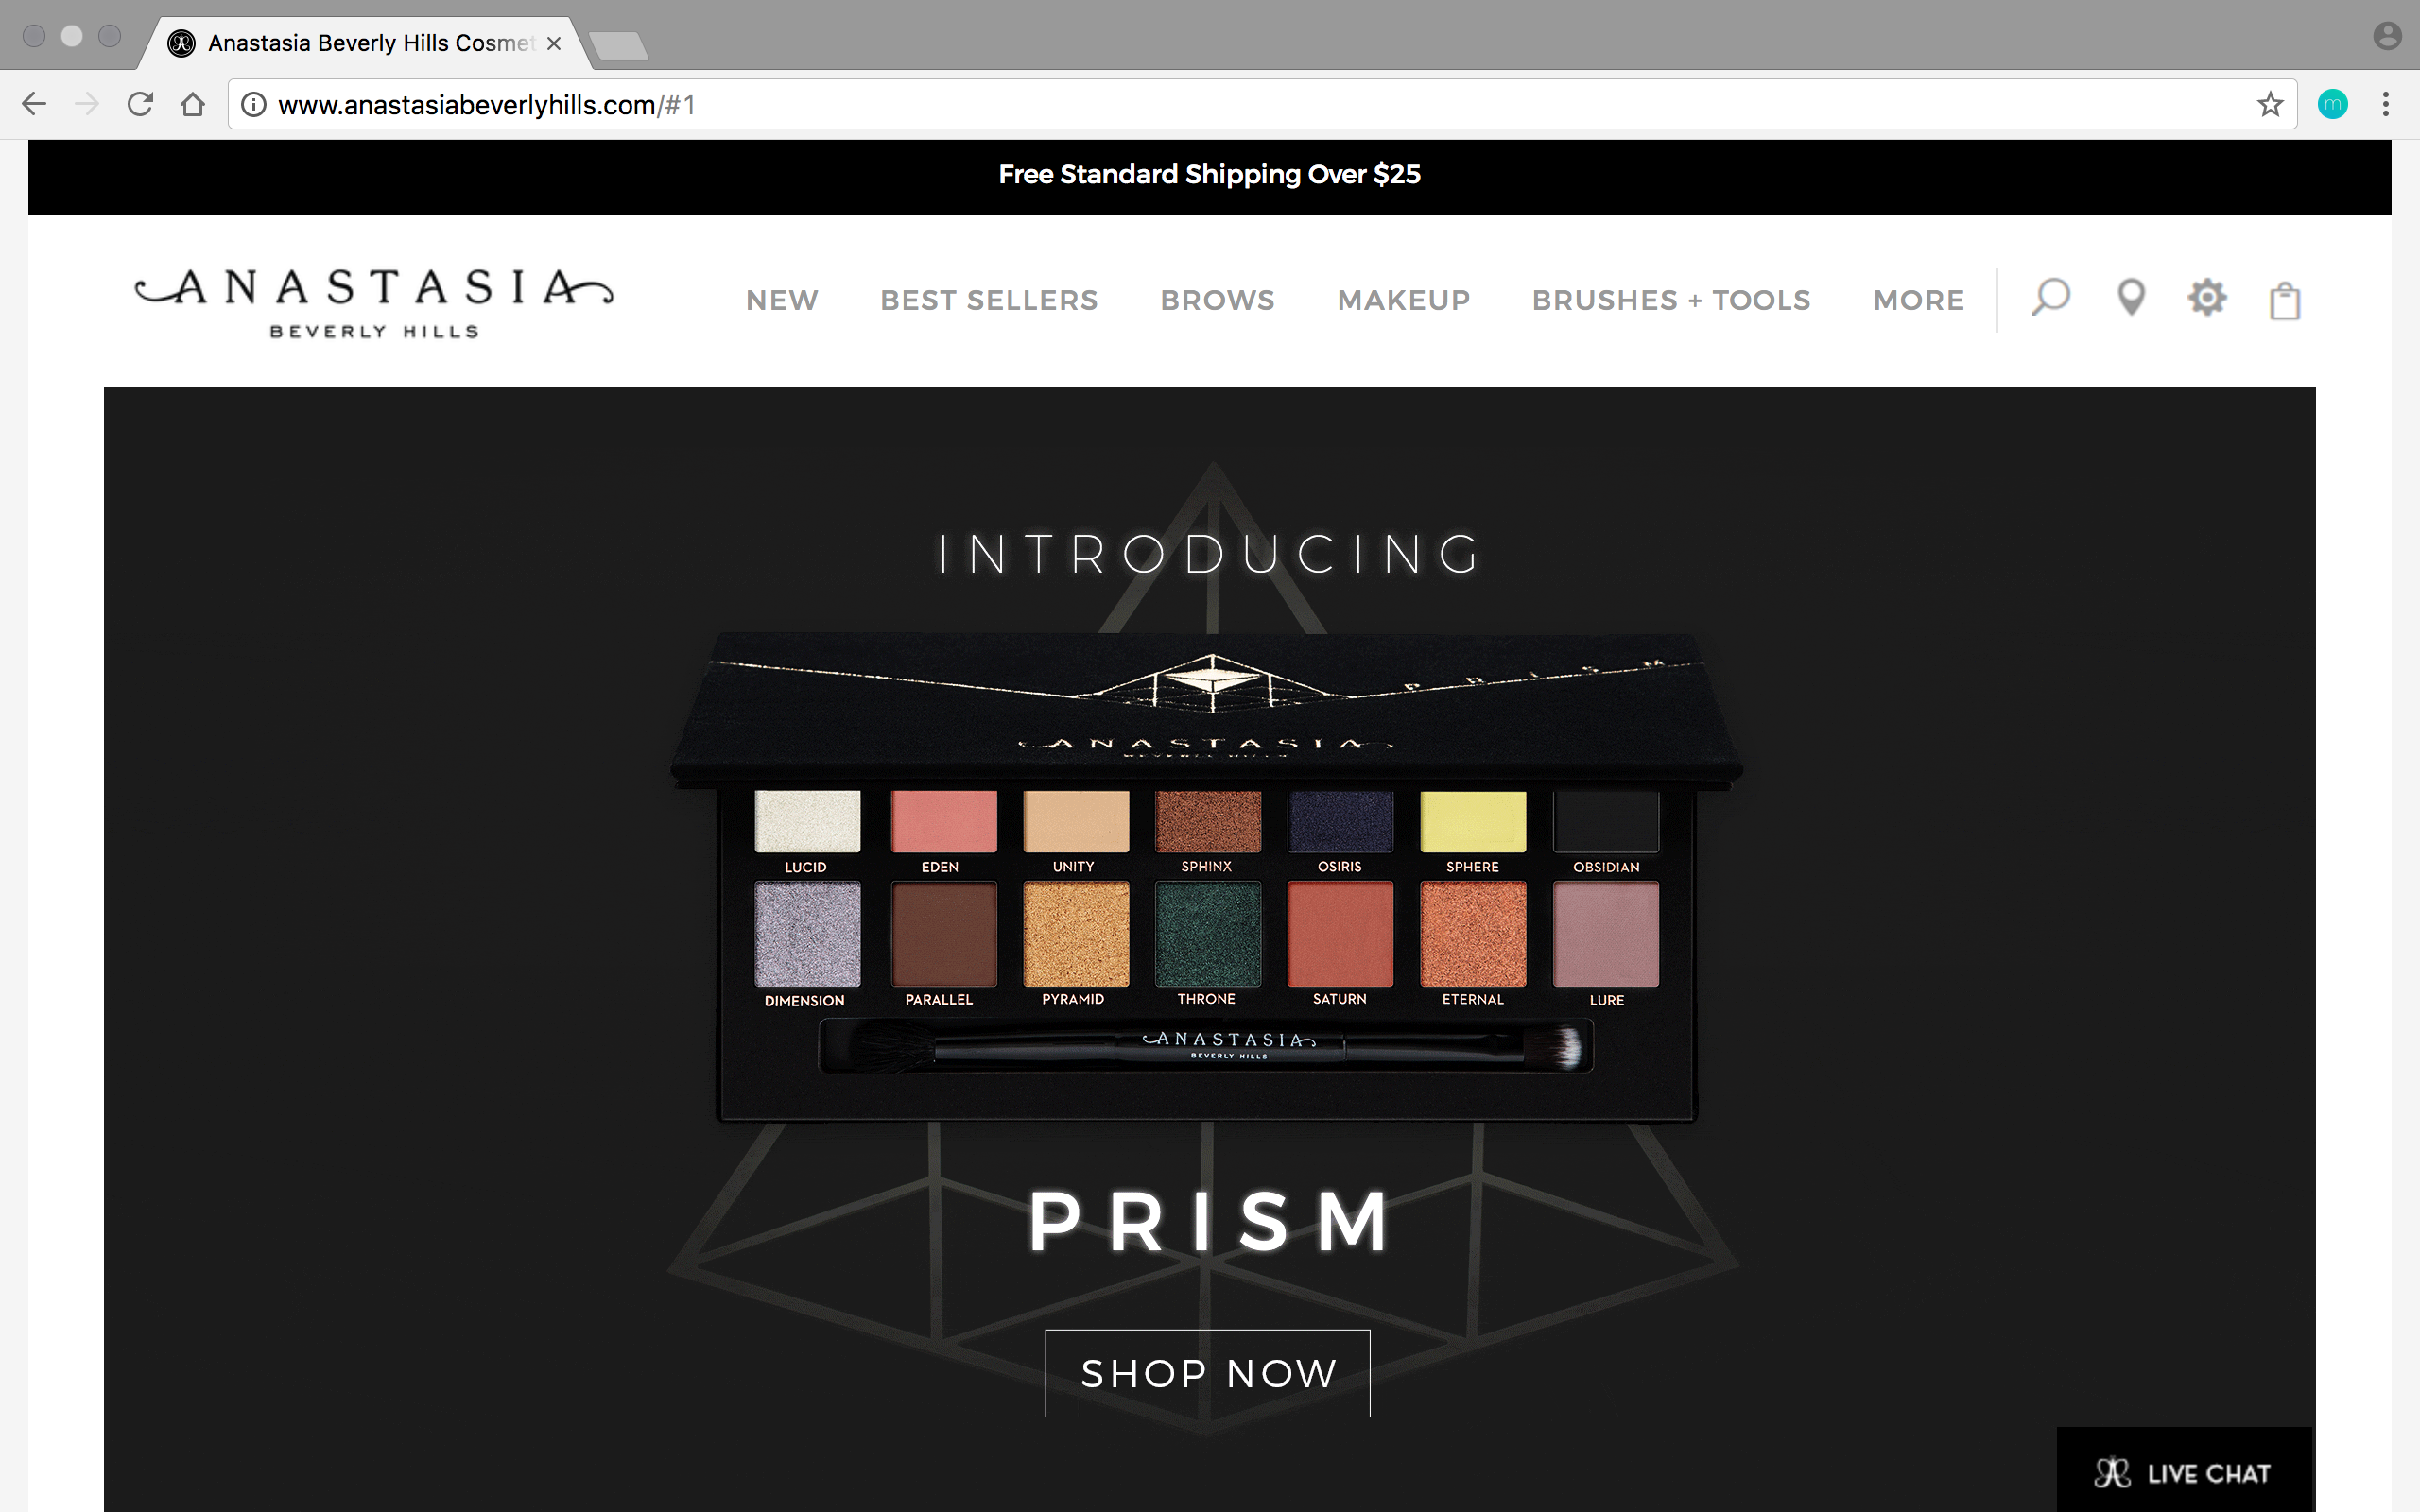 Anastasia Beverly Hills Cosmet
www.anastasiabeverlyhills.com/#1
m
Free Standard Shipping Over $25
ANASTASIA
BEVERLY HILLS
NEW BEST SELLERS BROWS MAKEUP BRUSHES + TOOLS MORE
INTRODUCING
PRISM
ANASTASIA
BEVERLY HILLS
LUCID EDEN UNITY SPHINX OSIRIS SPHERE OBSIDIAN
DIMENSION PARALLEL PYRAMID THRONE SATURN ETERNAL LURE
ANASTASIA
BEVERLY HILLS
PRISM
SHOP NOW
LIVE CHAT